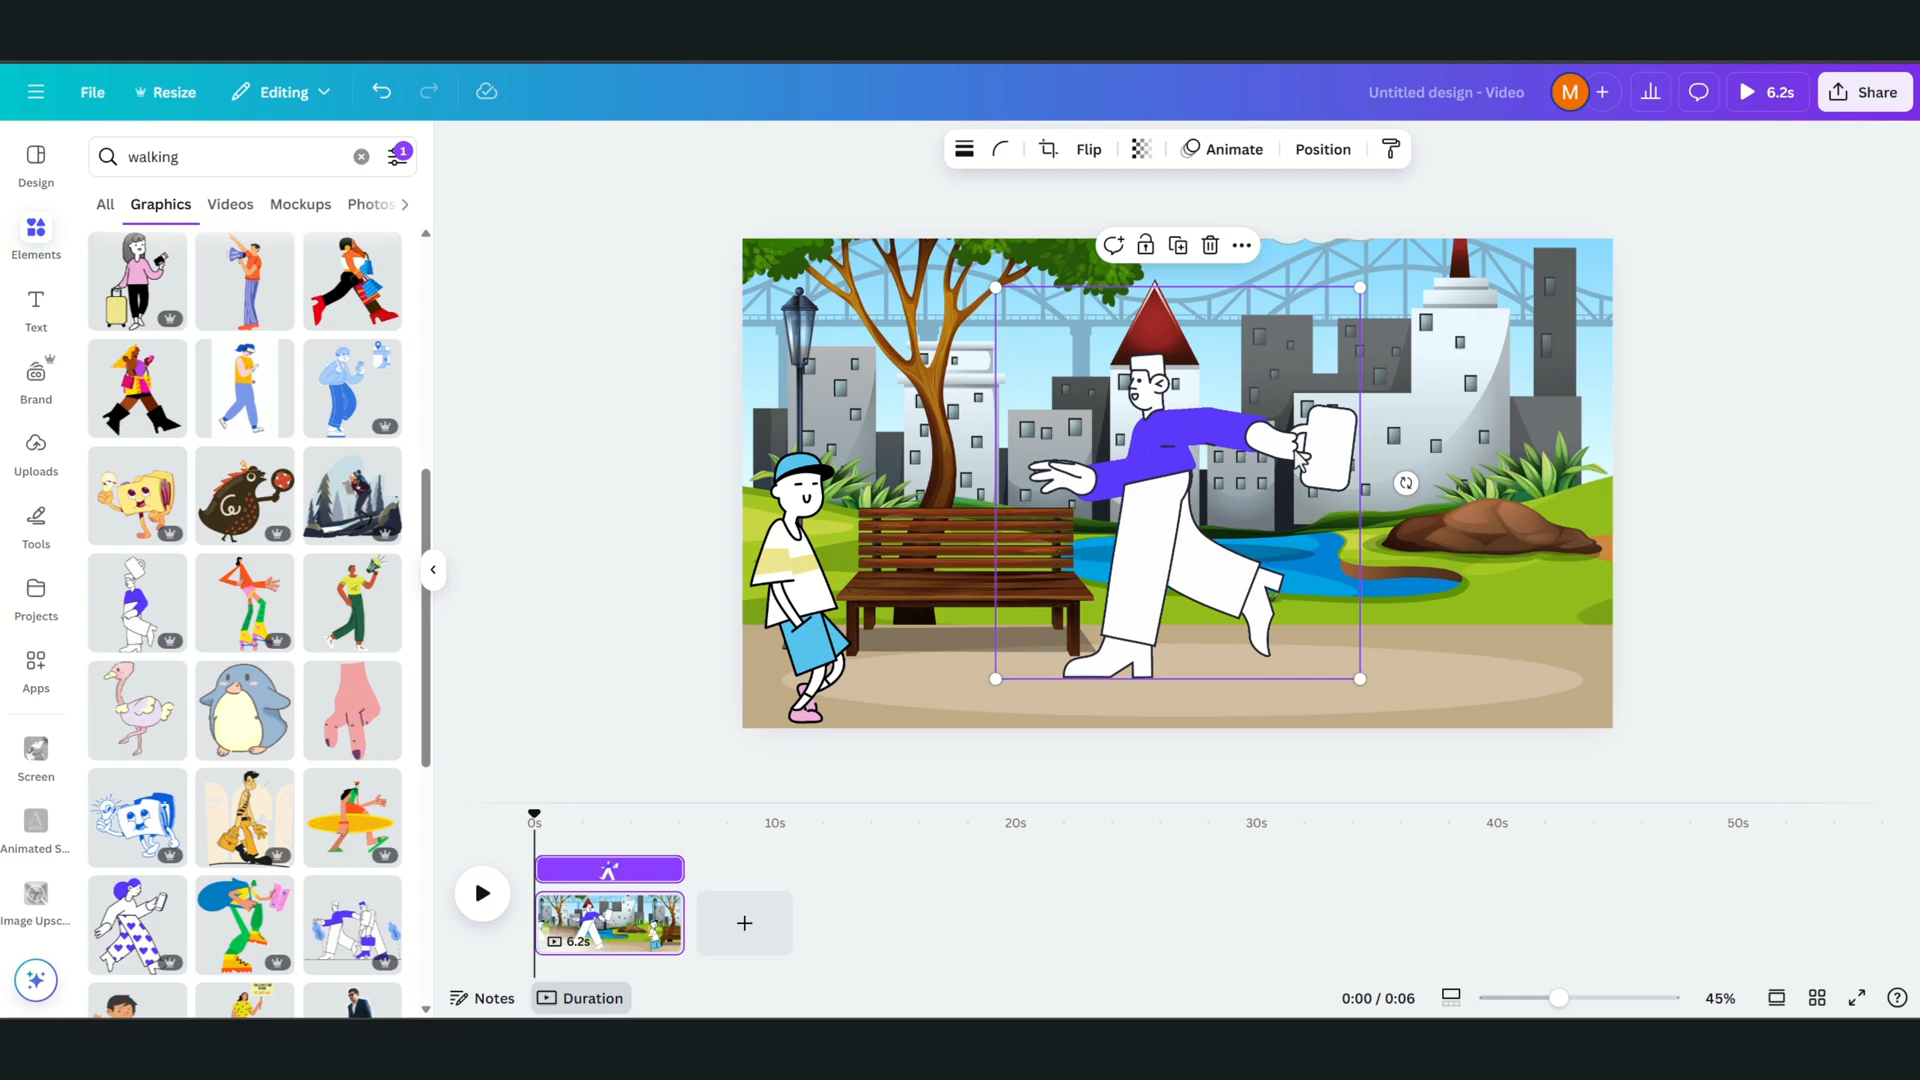 File
Resize
Editing
Untitled design - Video
M
6.2s
Share
walking
1
All
Graphics
Videos
Mockups
Photos
Flip
Animate
Position
Design
Elements
Text
Brand
Uploads
Tools
Projects
Apps
Screen
Animated S...
Image Upsc...
0s
10s
20s
30s
40s
50s
6.2s
Notes
Duration
0:00 / 0:06
45%